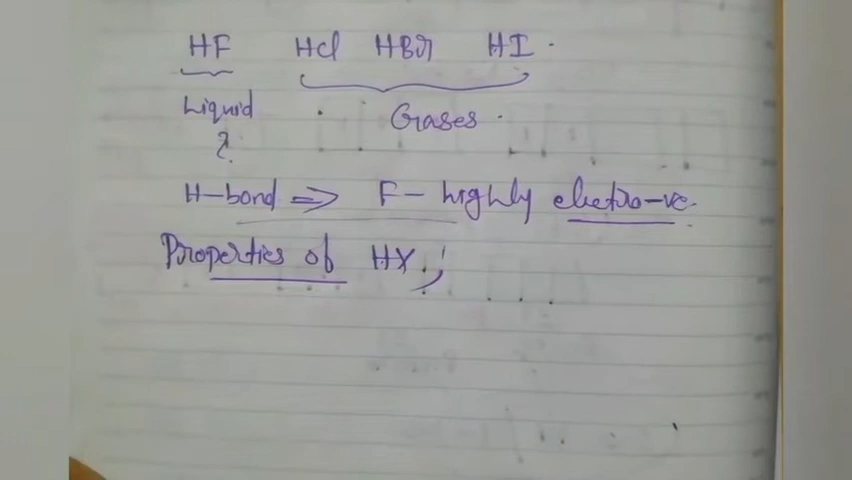 HF HCl HBr HI.
Liquid Gases.
?
H-bond ⇒ F- highly electro-ve.
Properties of HX,